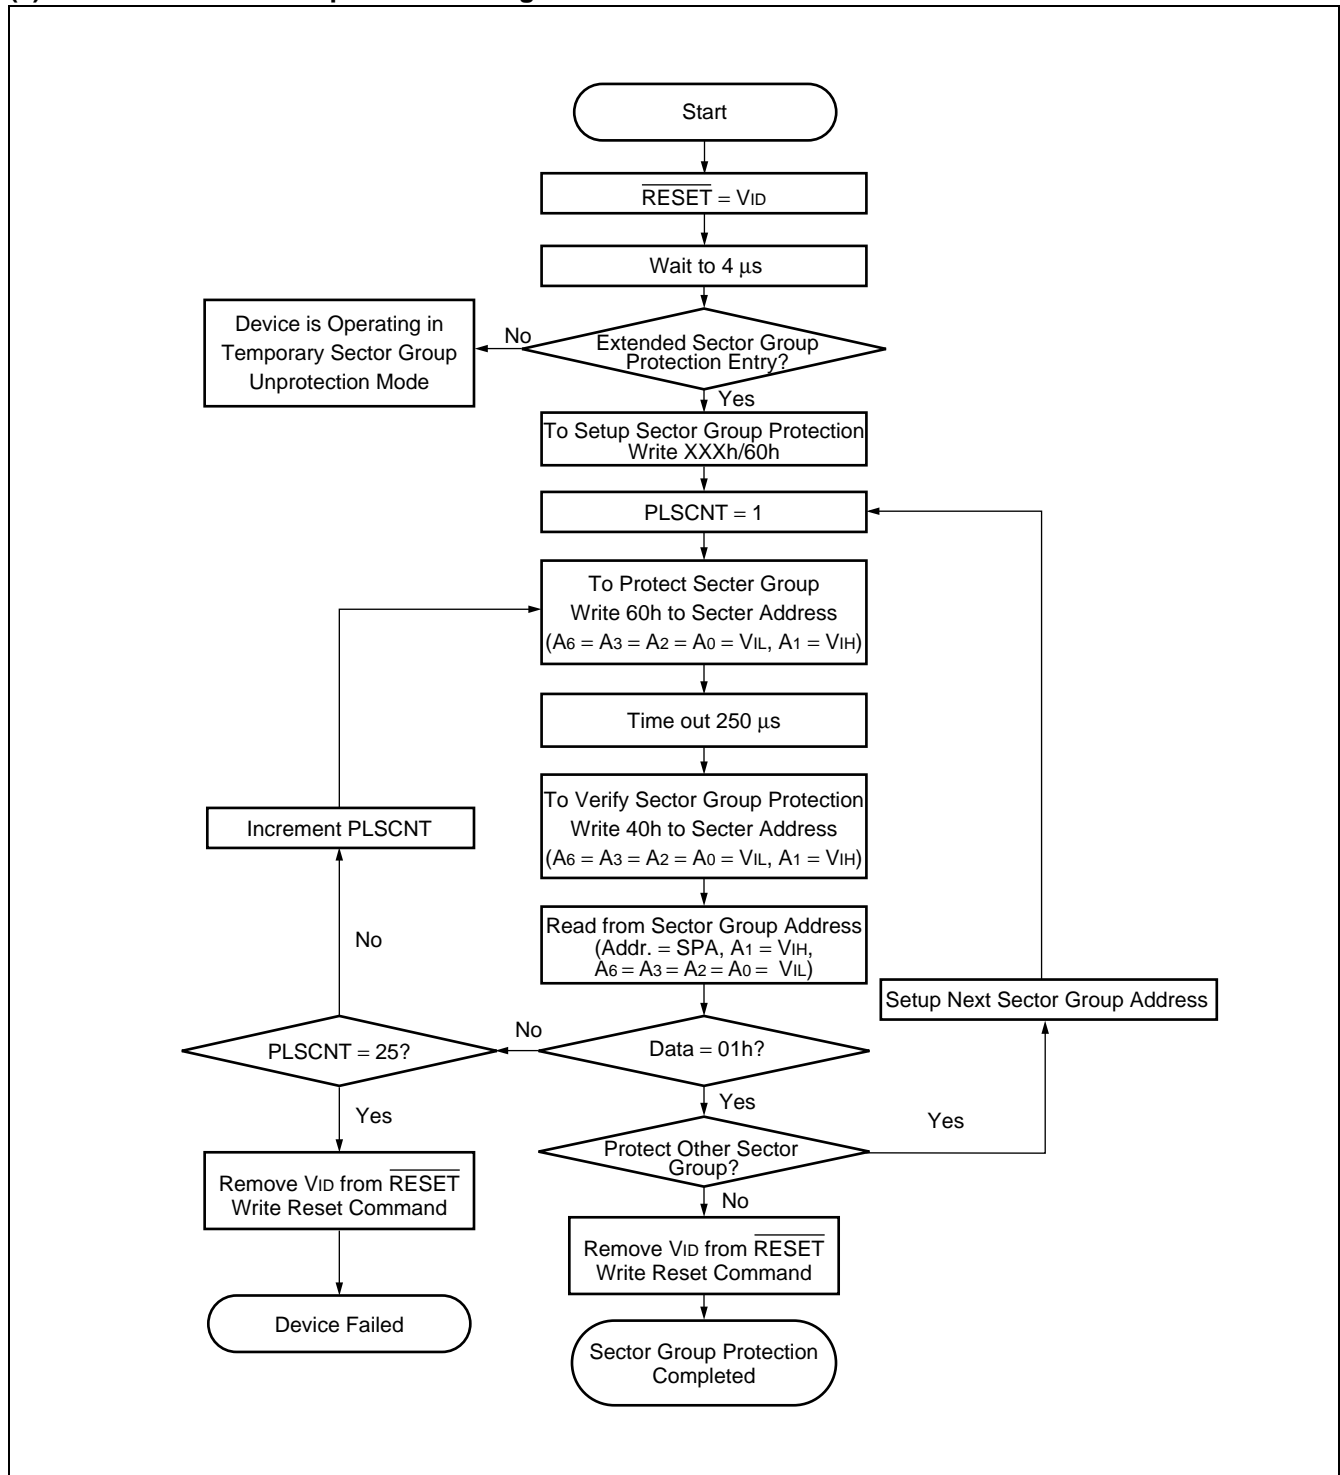 Start
RESET = VID
Wait to 4 μs
Device is Operating in
Temporary Sector Group
Unprotection Mode
No
Extended Sector Group
Protection Entry?
Yes
To Setup Sector Group Protection
Write XXXh/60h
PLSCNT = 1
To Protect Secter Group
Write 60h to Secter Address
(A6 = A3 = A2 = A0 = VIL, A1 = VIH)
Time out 250 μs
To Verify Sector Group Protection
Write 40h to Secter Address
(A6 = A3 = A2 = A0 = VIL, A1 = VIH)
Increment PLSCNT
Read from Sector Group Address
(Addr. = SPA, A1 = VIH,
A6 = A3 = A2 = A0 = VIL)
No
Setup Next Sector Group Address
No
PLSCNT = 25?
Data = 01h?
Yes
Yes
Yes
Protect Other Sector
Group?
Remove VID from RESET
Write Reset Command
No
Remove VID from RESET
Write Reset Command
Device Failed
Sector Group Protection
Completed